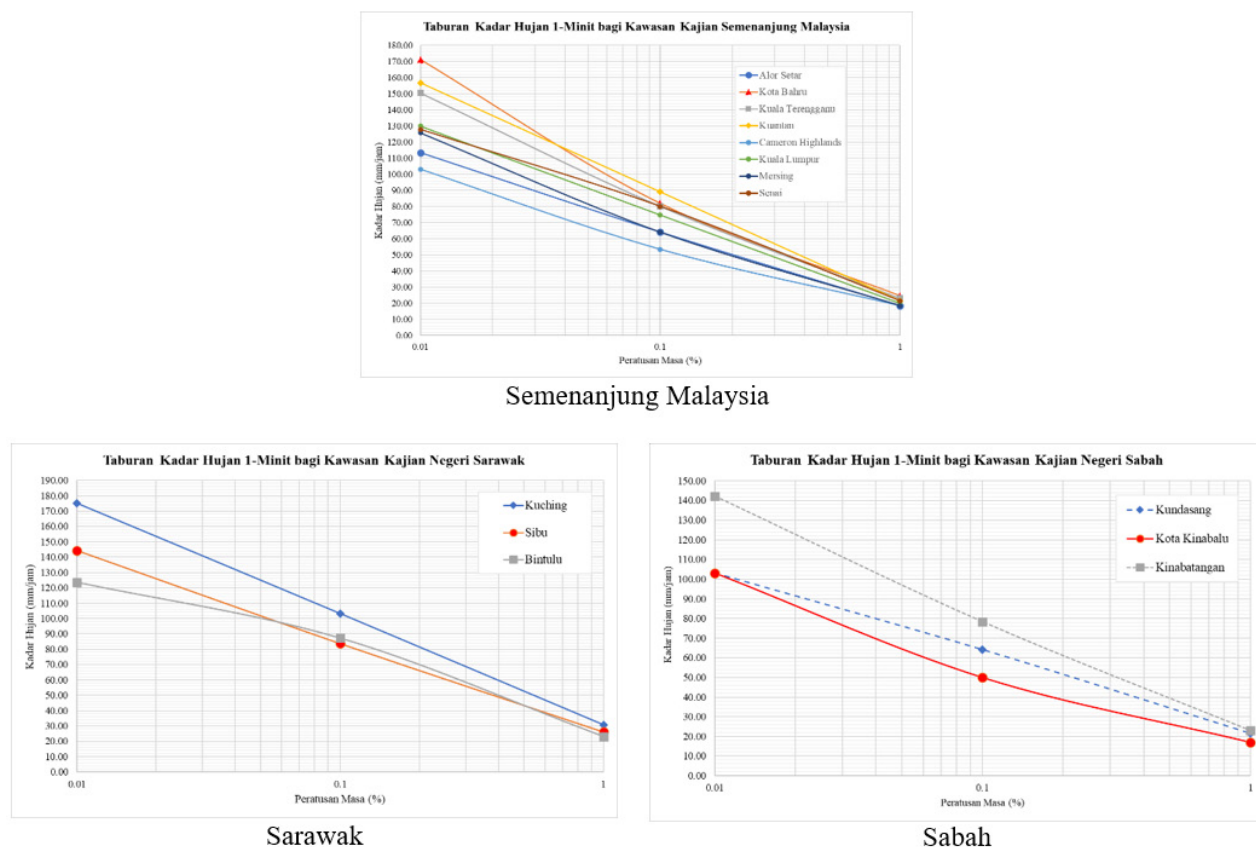 Taburan Kadar Hujan 1-Minit bagi Kawasan Kajian Semenanjung Malaysia
180.00
170.00
160.00
150.00
140.00
130.00
120.00
110.00
100.00
90.00
80.00
70.00
60.00
50.00
40.00
30.00
20.00
10.00
0.00
Kadar Hujan (mm/jam)
Alor Setar
Kota Bahru
Kuala Terengganu
Kuantan
Cameron Highlands
Kuala Lumpur
Mersing
Senai
0.01
0.1
1
Peratusan Masa (%)
Semenanjung Malaysia
Taburan Kadar Hujan 1-Minit bagi Kawasan Kajian Negeri Sarawak
190.00
180.00
170.00
160.00
150.00
140.00
130.00
120.00
110.00
100.00
90.00
80.00
70.00
60.00
50.00
40.00
30.00
20.00
10.00
0.00
Kadar Hujan (mm/jam)
Kuching
Sibu
Bintulu
0.01
0.1
1
Peratusan Masa (%)
Sarawak
Taburan Kadar Hujan 1-Minit bagi Kawasan Kajian Negeri Sabah
150.00
140.00
130.00
120.00
110.00
100.00
90.00
80.00
70.00
60.00
50.00
40.00
30.00
20.00
10.00
0.00
Kadar Hujan (mm/jam)
Kundasang
Kota Kinabalu
Kinabatangan
0.01
0.1
1
Peratusan Masa (%)
Sabah